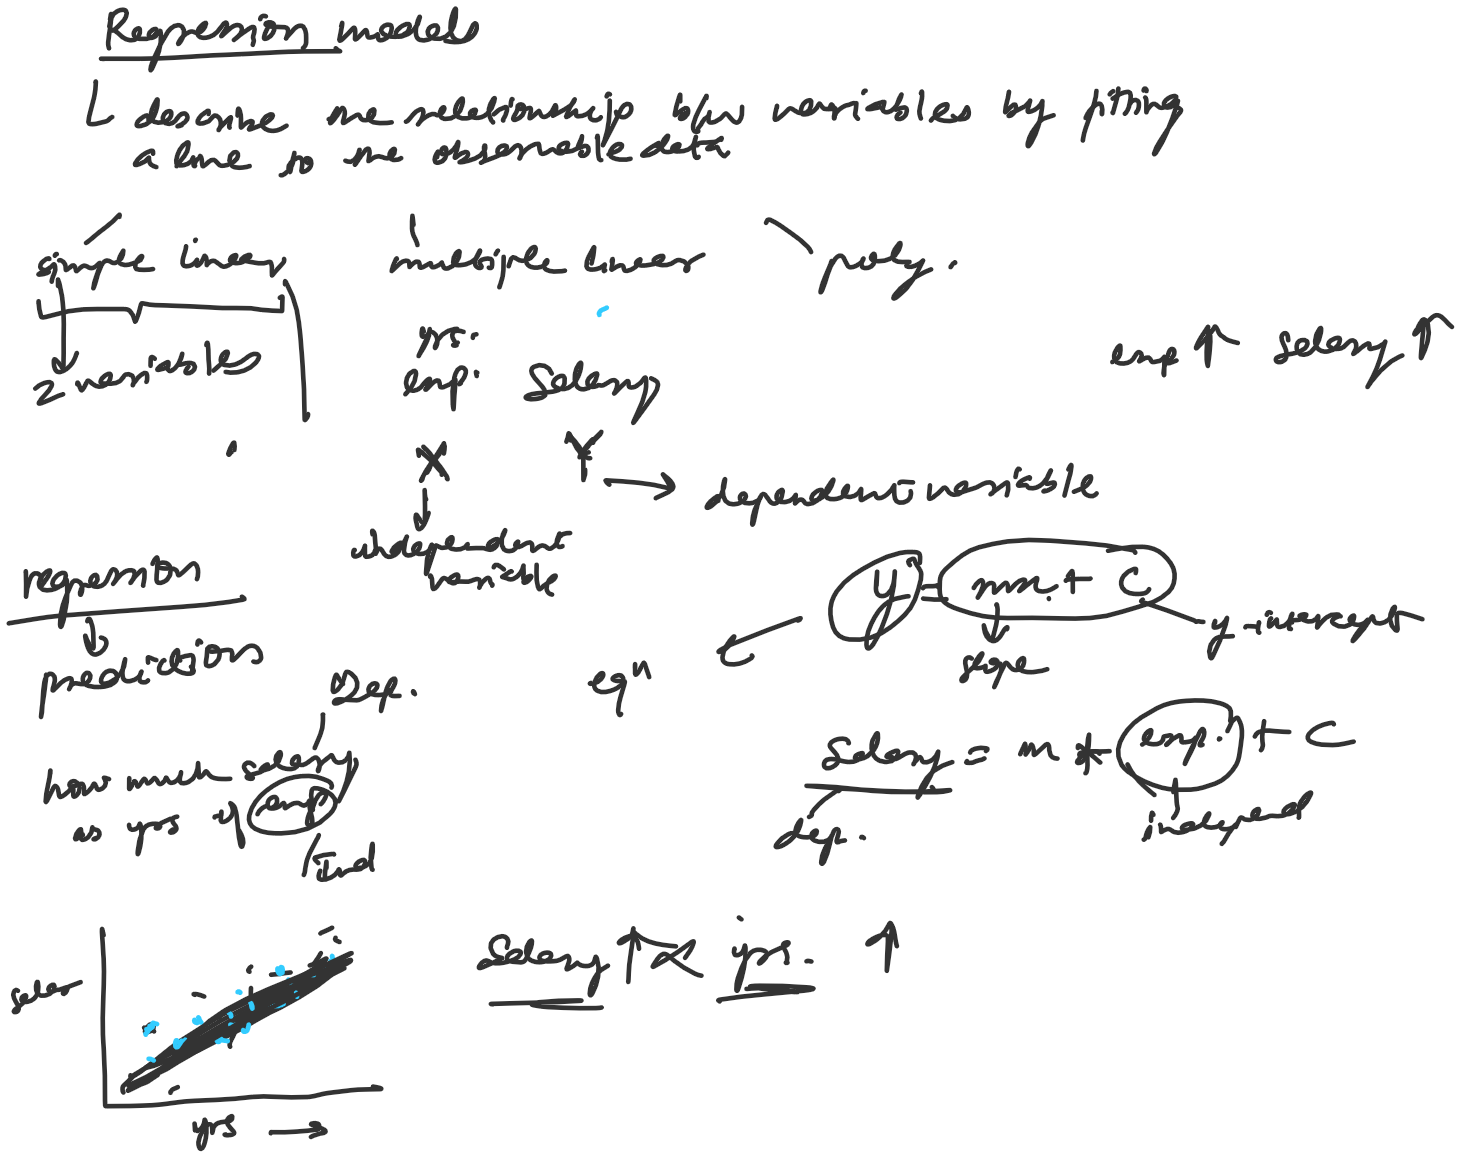 Regression models
describe the relationship b/w variables by fitting
a line to the observable data
simple linear multiple linear poly.
2 variables
yrs.
exp. Salary
exp ↑ Salary ↑
X Y → dependent variable
independent
variable
regression
predictions
y = mx + C
slope
y-intercept
eqⁿ
Dep.
how much salary
as yrs of exp
Ind
Salary = m * exp. + C
dep. independ
Salary ↑ ∝ yrs. ↑
salar
yrs →